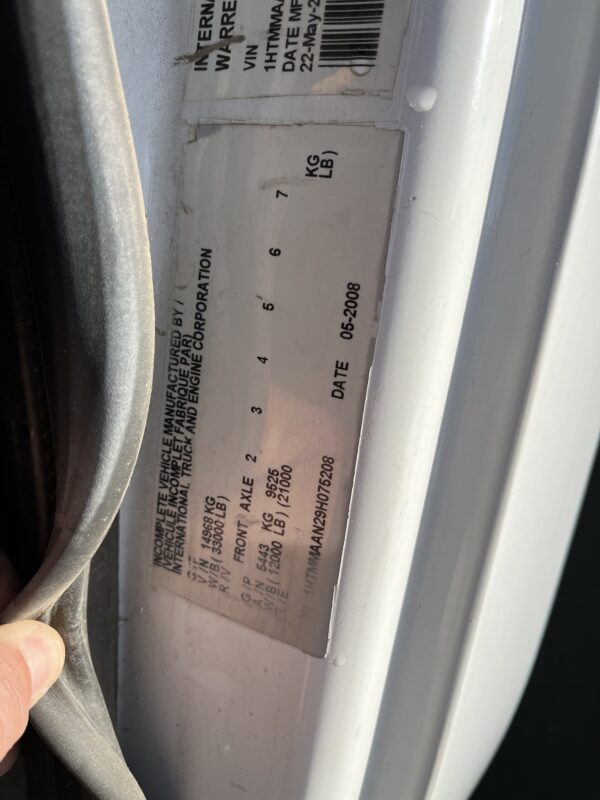 INTERNA
WARRE
VIN 1HTMMAA
DATE MF
22-May-2
INCOMPLETE VEHICLE MANUFACTURED BY /
(VEHICULE INCOMPLET FABRIQUE PAR)
INTERNATIONAL TRUCK AND ENGINE CORPORATION
G / P
V / N 14968 KG
W/B ( 33000 LB )
R / V
FRONT AXLE 2 3 4 5 6 7
G / P
A / N 5443 KG 9525 KG
W/B ( 12000 LB ) (21000 LB )
R / E
1HTMMAAN29H075208 DATE 05-2008